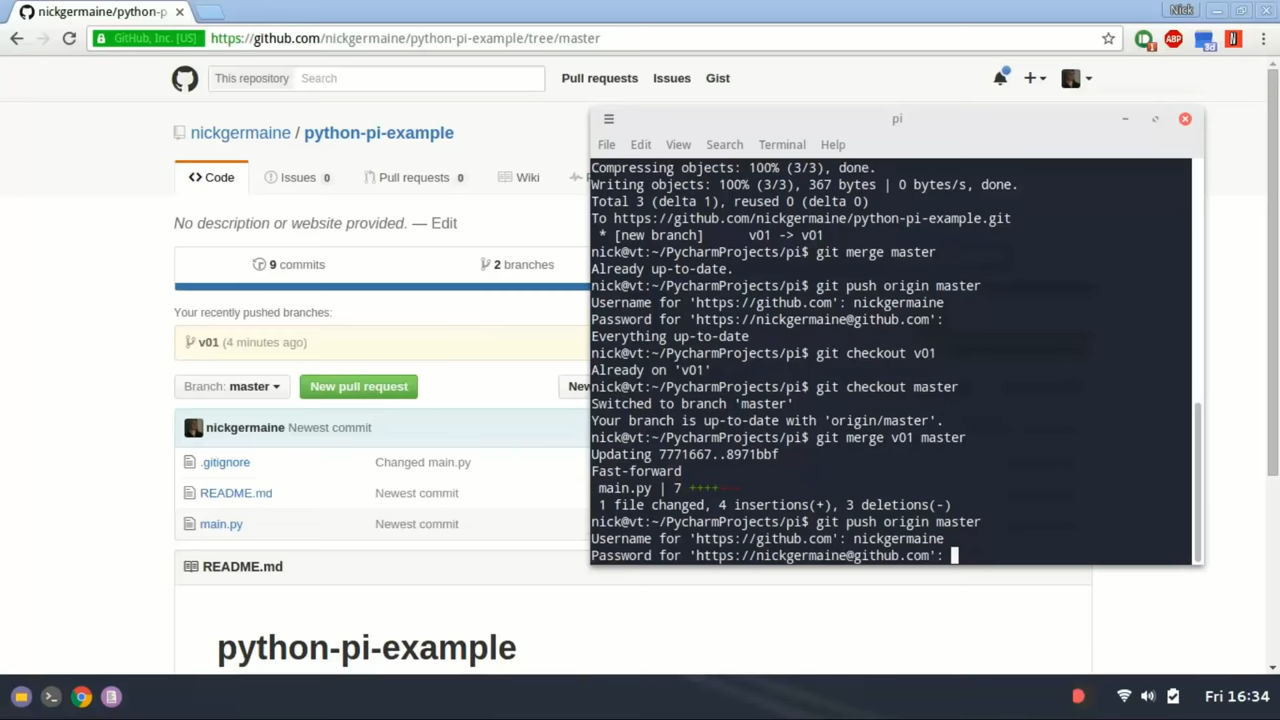 nickgermaine/python-p
Nick
GitHub, Inc. [US]
https://github.com/nickgermaine/python-pi-example/tree/master
1
ABP
3d
N
This repository
Search
Pull requests
Issues
Gist
nickgermaine / python-pi-example
<> Code
Issues 0
Pull requests 0
Wiki
No description or website provided. — Edit
9 commits
2 branches
Your recently pushed branches:
v01 (4 minutes ago)
Branch: master
New pull request
New
nickgermaine Newest commit
.gitignore
Changed main.py
README.md
Newest commit
main.py
Newest commit
README.md
python-pi-example
pi
File
Edit
View
Search
Terminal
Help
Compressing objects: 100% (3/3), done.
Writing objects: 100% (3/3), 367 bytes | 0 bytes/s, done.
Total 3 (delta 1), reused 0 (delta 0)
To https://github.com/nickgermaine/python-pi-example.git
* [new branch] v01 -> v01
nick@vt:~/PycharmProjects/pi$ git merge master
Already up-to-date.
nick@vt:~/PycharmProjects/pi$ git push origin master
Username for 'https://github.com': nickgermaine
Password for 'https://nickgermaine@github.com':
Everything up-to-date
nick@vt:~/PycharmProjects/pi$ git checkout v01
Already on 'v01'
nick@vt:~/PycharmProjects/pi$ git checkout master
Switched to branch 'master'
Your branch is up-to-date with 'origin/master'.
nick@vt:~/PycharmProjects/pi$ git merge v01 master
Updating 7771667..8971bbf
Fast-forward
main.py | 7 ++++---
1 file changed, 4 insertions(+), 3 deletions(-)
nick@vt:~/PycharmProjects/pi$ git push origin master
Username for 'https://github.com': nickgermaine
Password for 'https://nickgermaine@github.com':
Fri 16:34